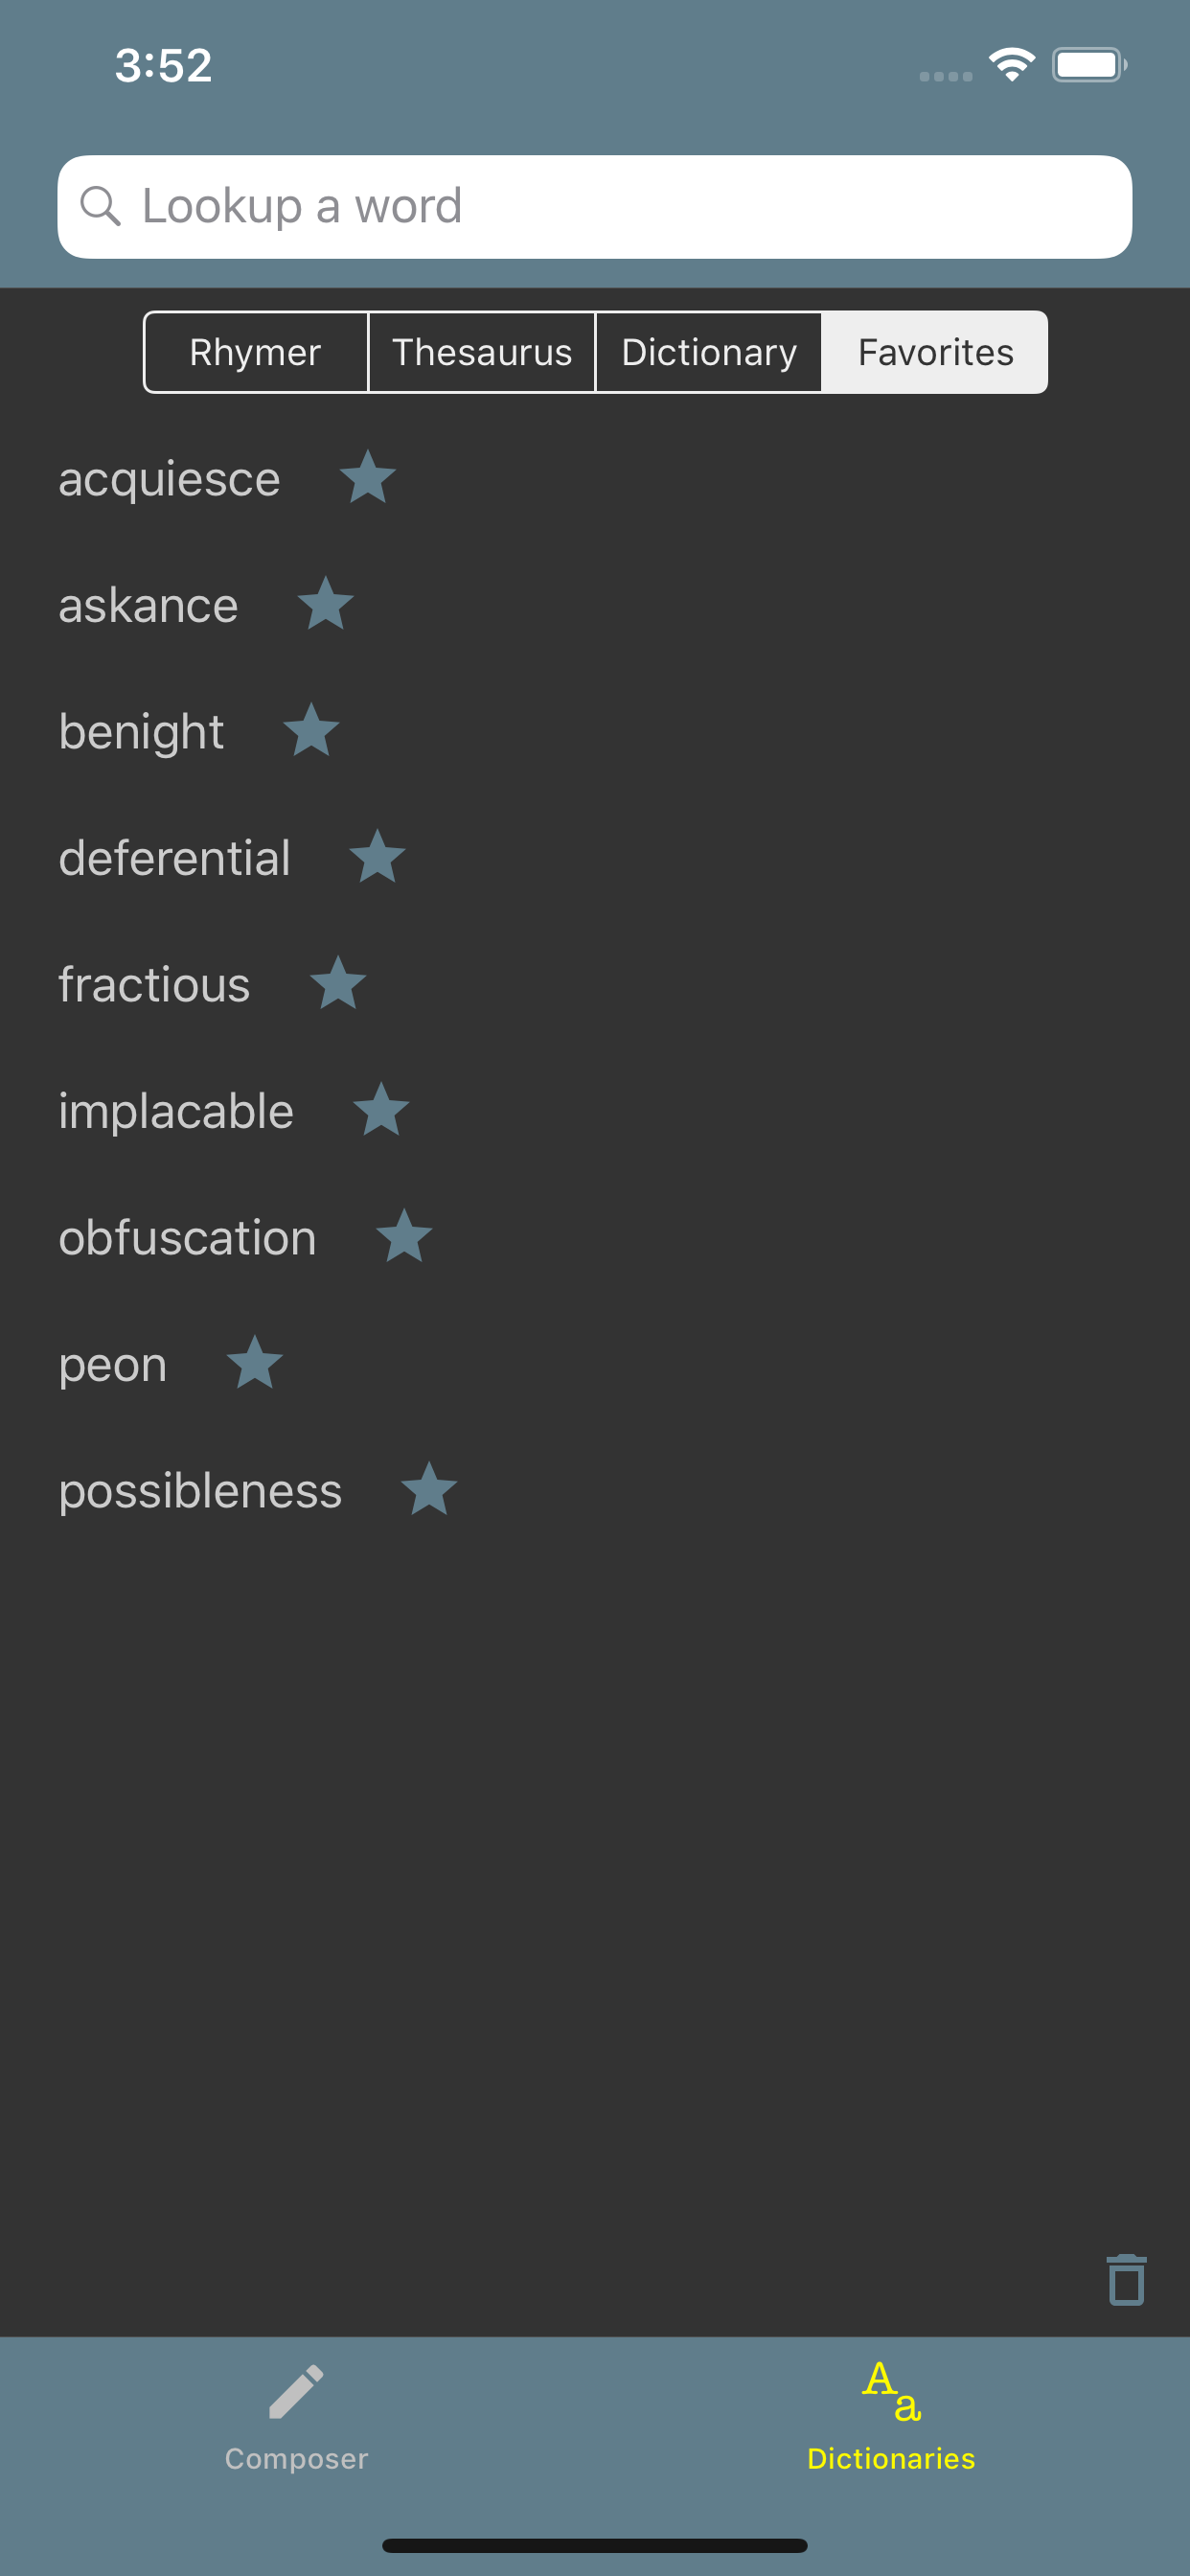 3:52
Lookup a word
Rhymer Thesaurus Dictionary Favorites
acquiesce
askance
benight
deferential
fractious
implacable
obfuscation
peon
possibleness
Aa
Composer Dictionaries